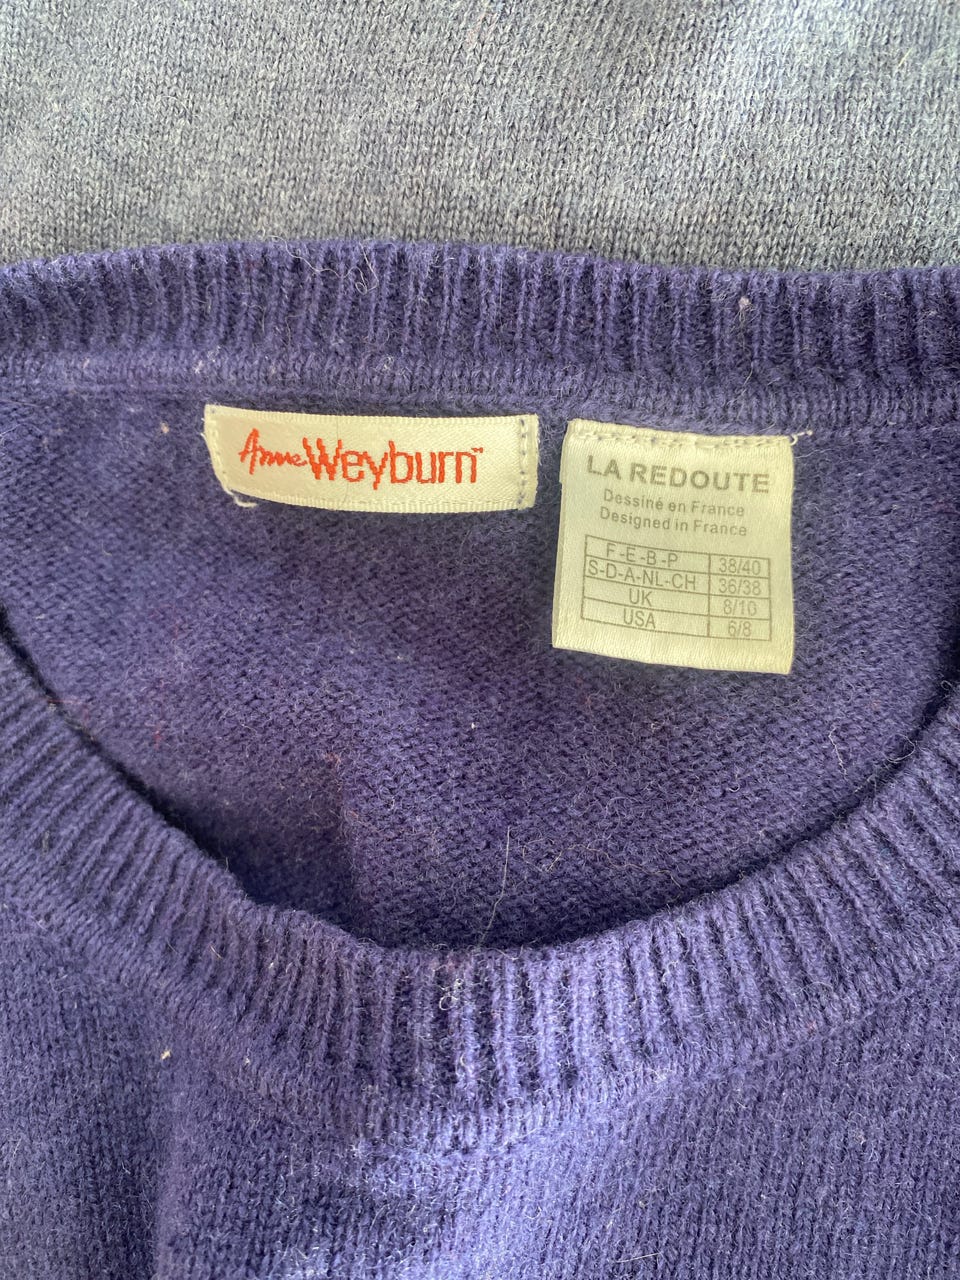 Anne Weyburn™
LA REDOUTE
Dessiné en France
Designed in France
F-E-B-P 38/40
S-D-A-NL-CH 36/38
UK 8/10
USA 6/8